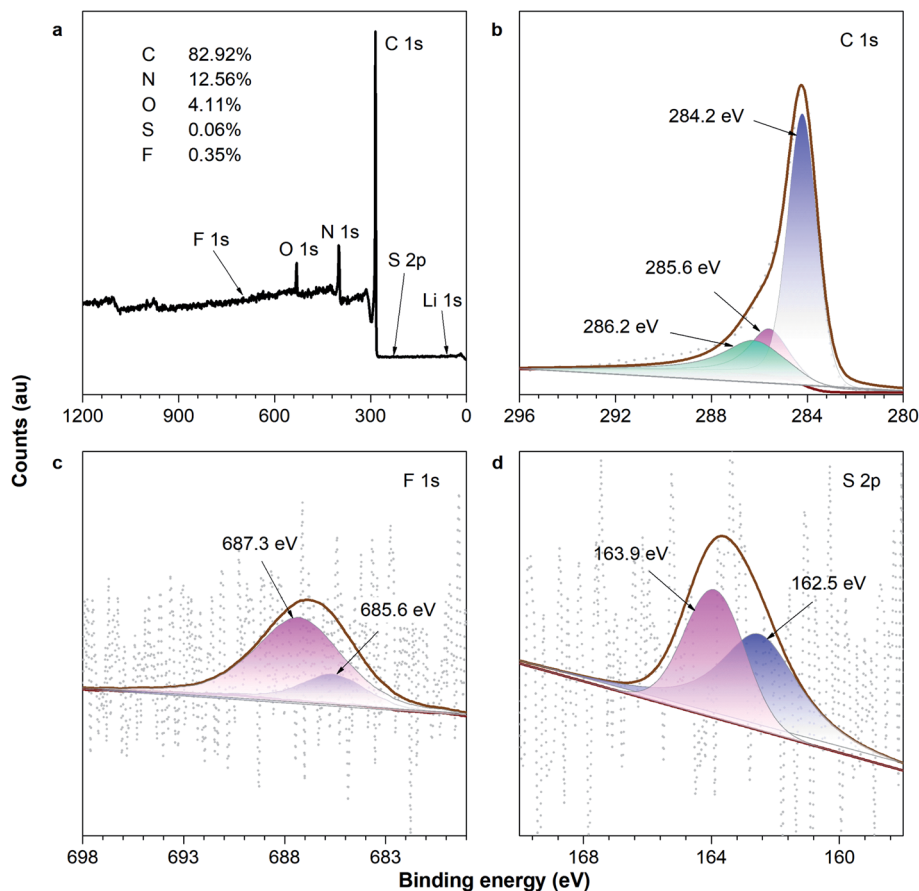 a
C 82.92%
N 12.56%
O 4.11%
S 0.06%
F 0.35%
C 1s
F 1s
O 1s
N 1s
S 2p
Li 1s
1200 900 600 300 0
b
C 1s
284.2 eV
285.6 eV
286.2 eV
296 292 288 284 280
Counts (au)
c
F 1s
687.3 eV
685.6 eV
698 693 688 683
d
S 2p
163.9 eV
162.5 eV
168 164 160
Binding energy (eV)